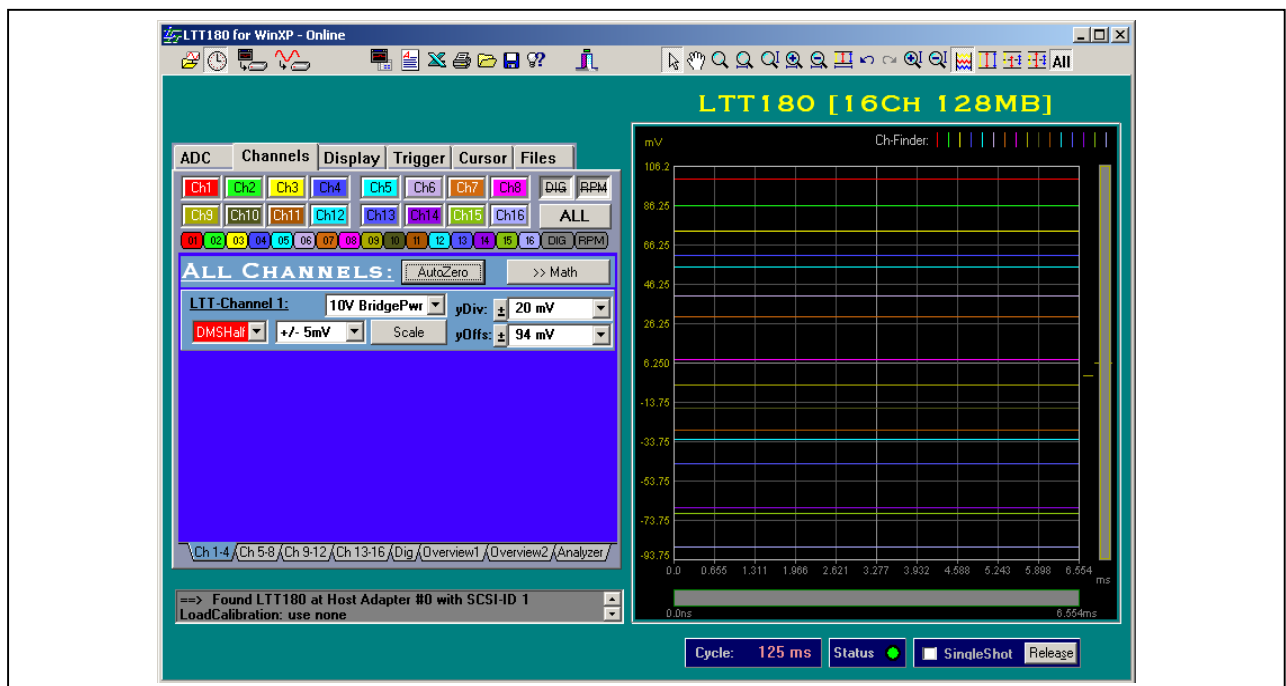 LTT180 for WinXP - Online
All
LTT180 [16CH 128MB]
ADC Channels Display Trigger Cursor Files
Ch1 Ch2 Ch3 Ch4 Ch5 Ch6 Ch7 Ch8 DIG RPM
Ch9 Ch10 Ch11 Ch12 Ch13 Ch14 Ch15 Ch16 ALL
01 02 03 04 05 06 07 08 09 10 11 12 13 14 15 16 DIG RPM
ALL CHANNELS: AutoZero >> Math
LTT-Channel 1: 10V BridgePwr yDiv: ± 20 mV
DMSHalf +/- 5mV Scale yOffs: ± 94 mV
Ch 1-4 Ch 5-8 Ch 9-12 Ch 13-16 Dig Overview1 Overview2 Analyzer
==> Found LTT180 at Host Adapter #0 with SCSI-ID 1
LoadCalibration: use none
mV Ch-Finder:
106.2
86.25
66.25
46.25
26.25
6.250
-13.75
-33.75
-53.75
-73.75
-93.75
0.0 0.655 1.311 1.966 2.621 3.277 3.932 4.588 5.243 5.898 6.554
ms
0.0ns 6.554ms
Cycle: 125 ms Status SingleShot Release